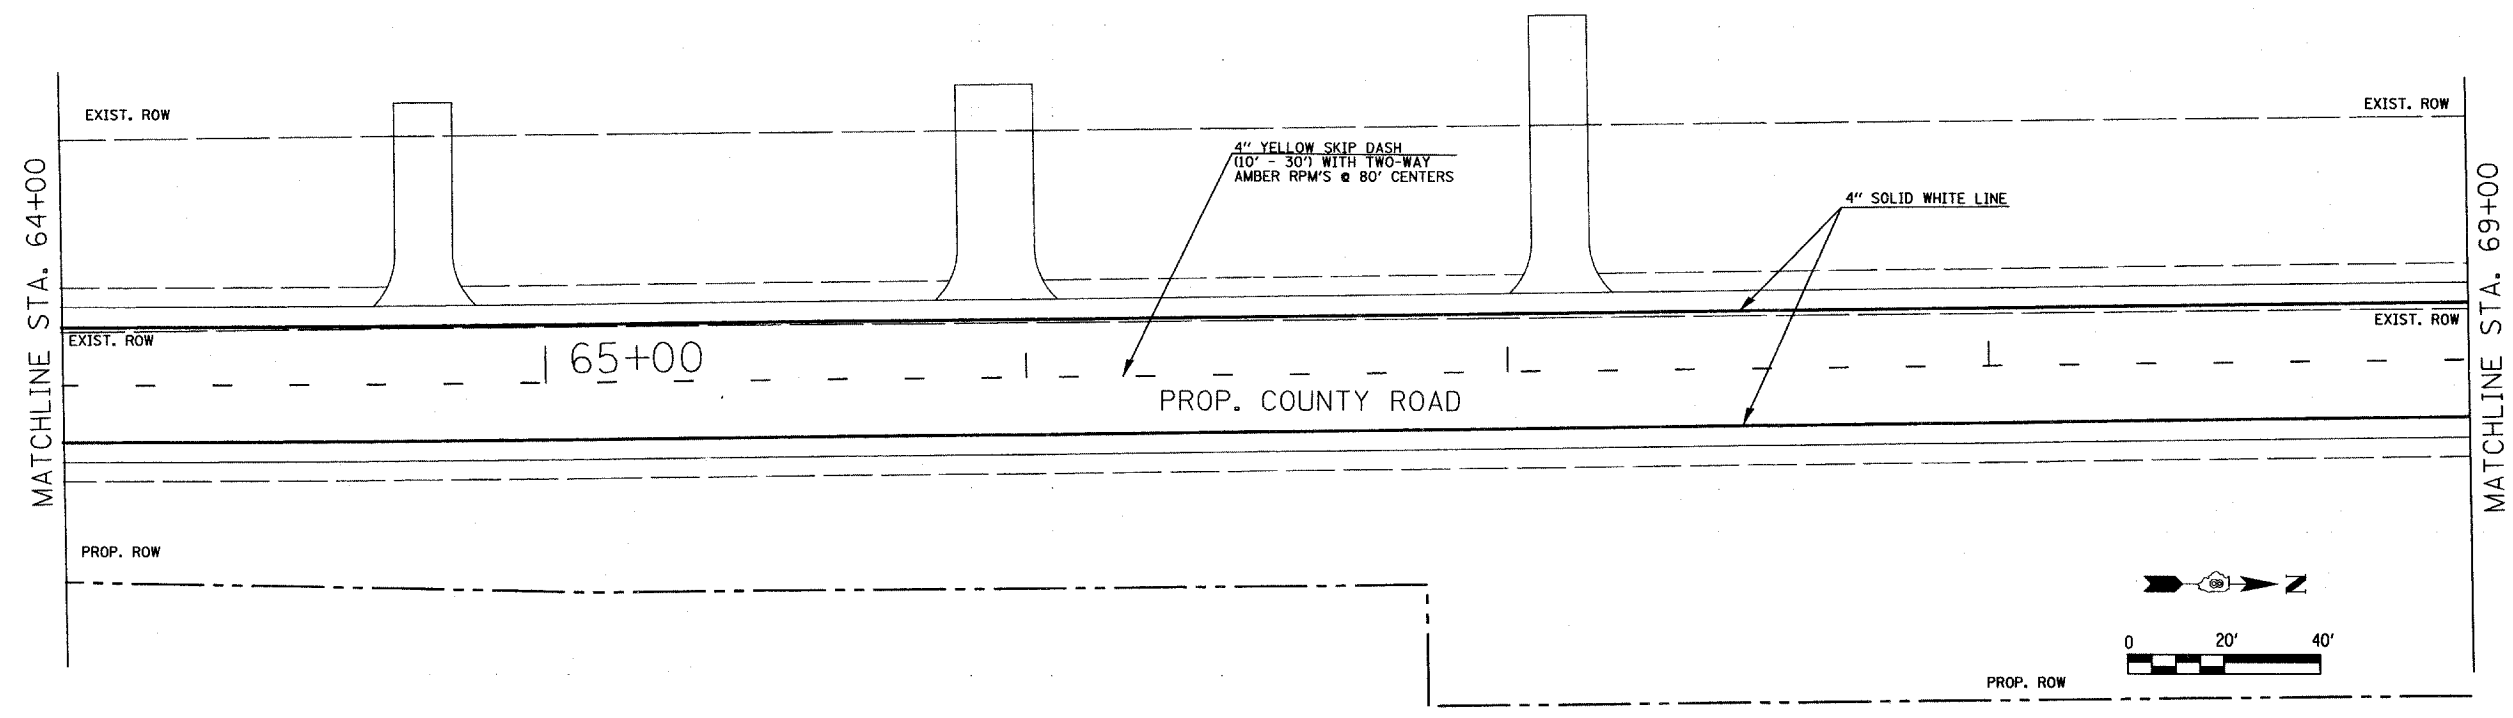 EXIST. ROW
EXIST. ROW
4" YELLOW SKIP DASH
(10' - 30') WITH TWO-WAY
AMBER RPM'S @ 80' CENTERS
4" SOLID WHITE LINE
MATCHLINE STA. 64+00
MATCHLINE STA. 69+00
EXIST. ROW
EXIST. ROW
65+00
PROP. COUNTY ROAD
PROP. ROW
N
0 20' 40'
PROP. ROW